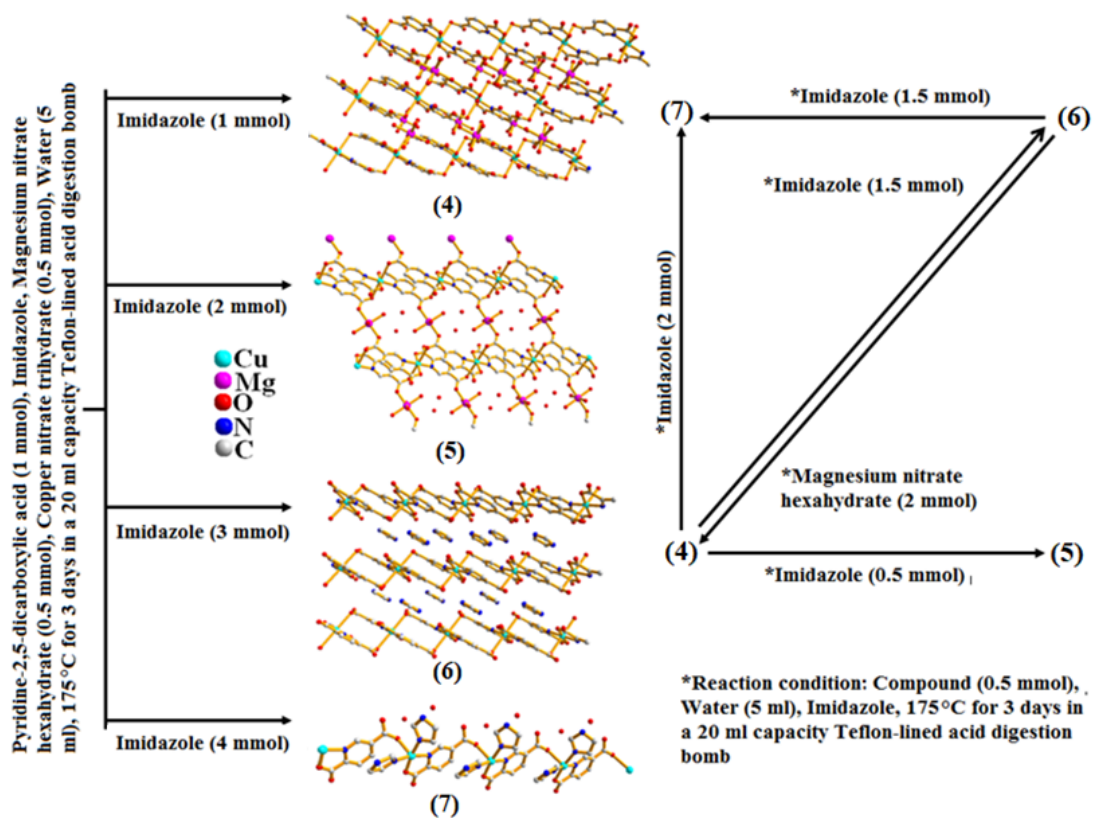 Pyridine-2,5-dicarboxylic acid (1 mmol), Imidazole, Magnesium nitrate
hexahydrate (0.5 mmol), Copper nitrate trihydrate (0.5 mmol), Water (5
ml), 175°C for 3 days in a 20 ml capacity Teflon-lined acid digestion bomb
Imidazole (1 mmol)
(4)
Imidazole (2 mmol)
Cu
Mg
O
N
C
(5)
Imidazole (3 mmol)
(6)
Imidazole (4 mmol)
(7)
*Imidazole (1.5 mmol)
(7)
(6)
*Imidazole (1.5 mmol)
*Imidazole (2 mmol)
*Magnesium nitrate
hexahydrate (2 mmol)
(4)
(5)
*Imidazole (0.5 mmol)
*Reaction condition: Compound (0.5 mmol),
Water (5 ml), Imidazole, 175°C for 3 days in
a 20 ml capacity Teflon-lined acid digestion
bomb